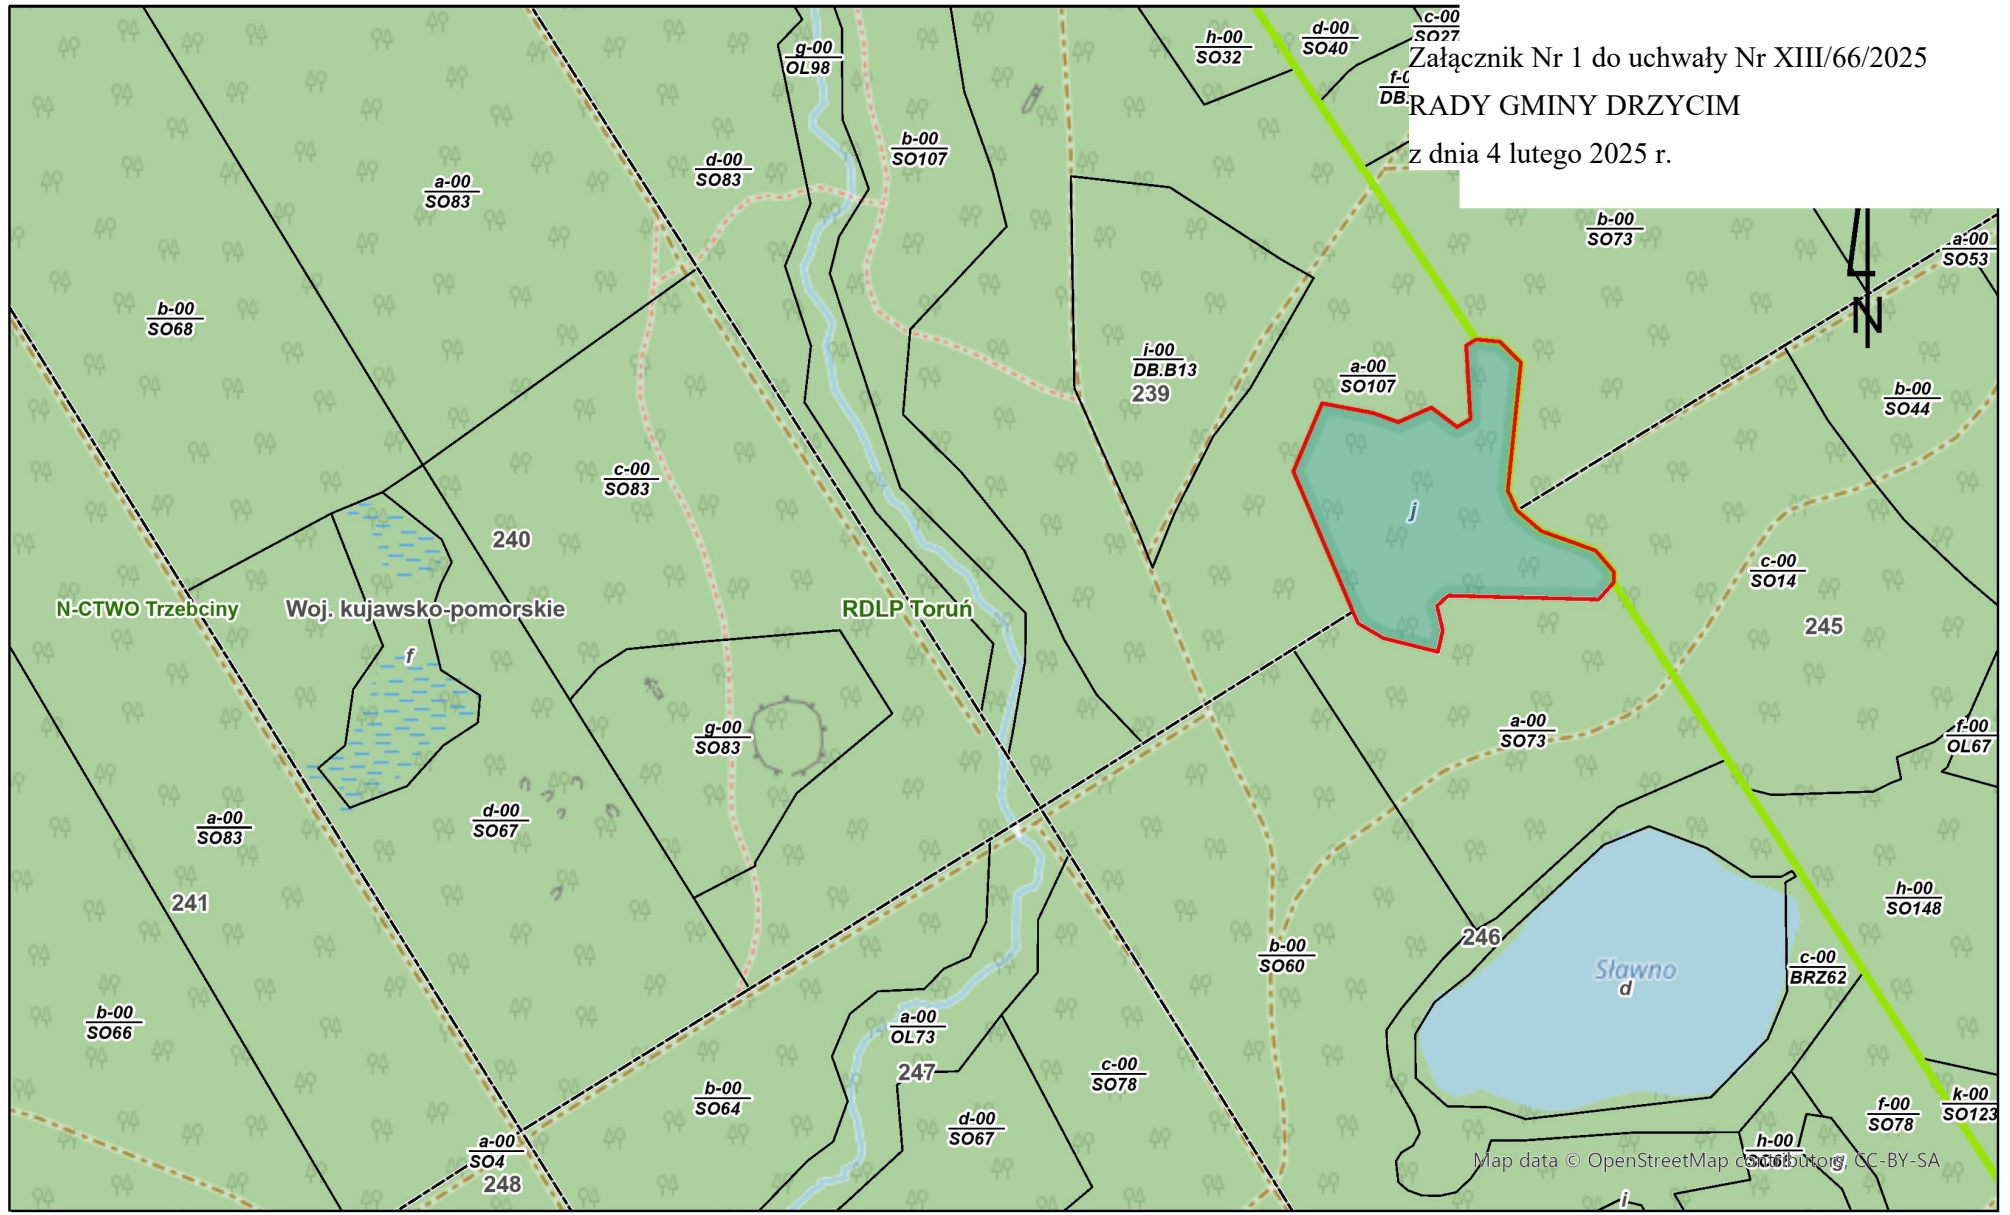 Załącznik Nr 1 do uchwały Nr XIII/66/2025
RADY GMINY DRZYCIM
z dnia 4 lutego 2025 r.
c-00
SO27
d-00
SO40
h-00
SO32
g-00
OL98
b-00
SO107
d-00
SO83
a-00
SO83
b-00
SO73
a-00
SO53
N
b-00
SO68
i-00
DB.B13
239
a-00
SO107
b-00
SO44
c-00
SO83
j
240
c-00
SO14
N-CTWO Trzebciny
Woj. kujawsko-pomorskie
RDLP Toruń
245
f
g-00
SO83
a-00
SO73
f-00
OL67
a-00
SO83
d-00
SO67
241
h-00
SO148
246
b-00
SO60
Sławno
d
c-00
BRZ62
b-00
SO66
a-00
OL73
247
c-00
SO78
b-00
SO64
d-00
SO67
f-00
SO78
k-00
SO123
a-00
SO4
248
h-00
g
Map data © OpenStreetMap contributors, CC-BY-SA
i